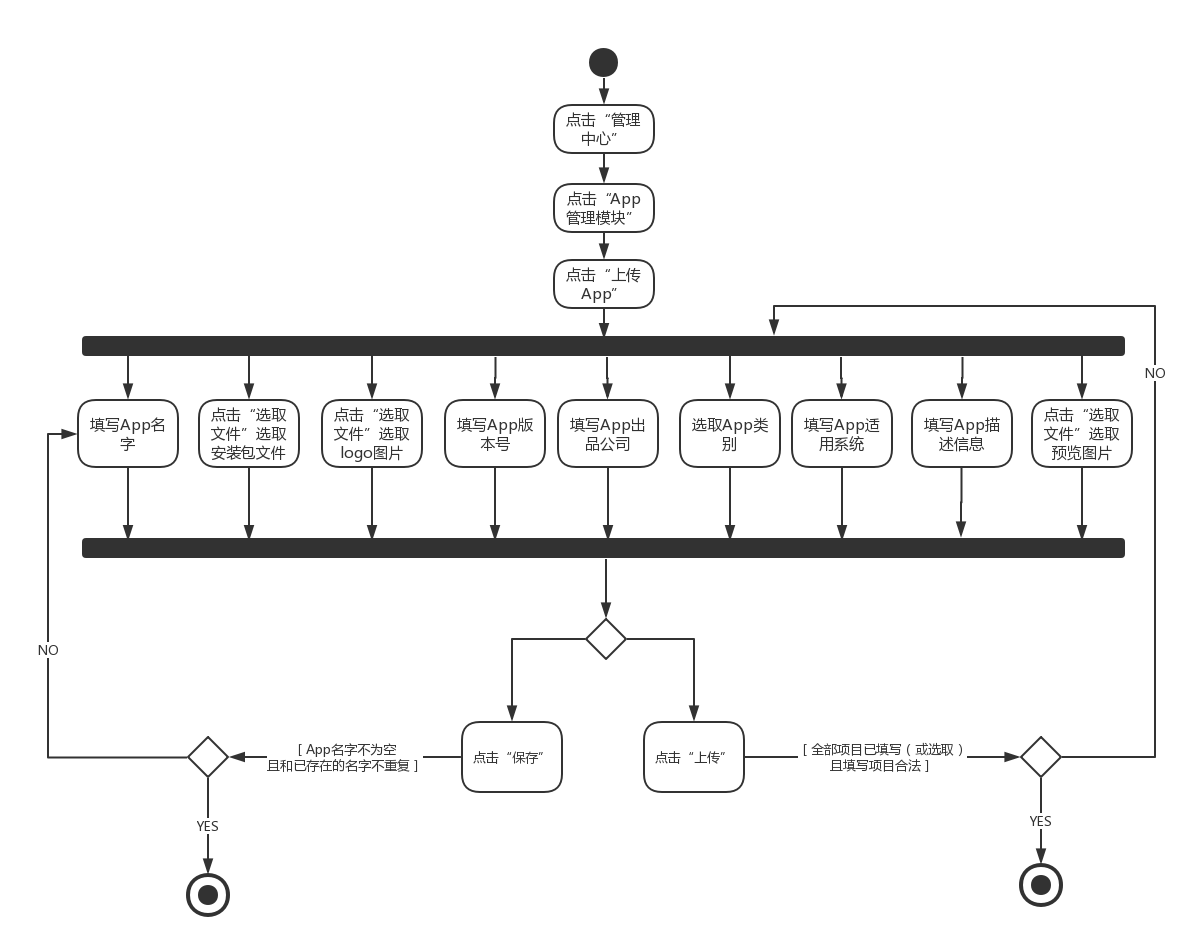 点击“管理
中心”
点击“App
管理模块”
点击“上传
App”
NO
填写App名
字
点击“选取
文件”选取
安装包文件
点击“选取
文件”选取
logo图片
填写App版
本号
填写App出
品公司
选取App类
别
填写App适
用系统
填写App描
述信息
点击“选取
文件”选取
预览图片
NO
[ App名字不为空
且和已存在的名字不重复 ]
点击“保存”
点击“上传”
[ 全部项目已填写（或选取）
且填写项目合法 ]
YES
YES